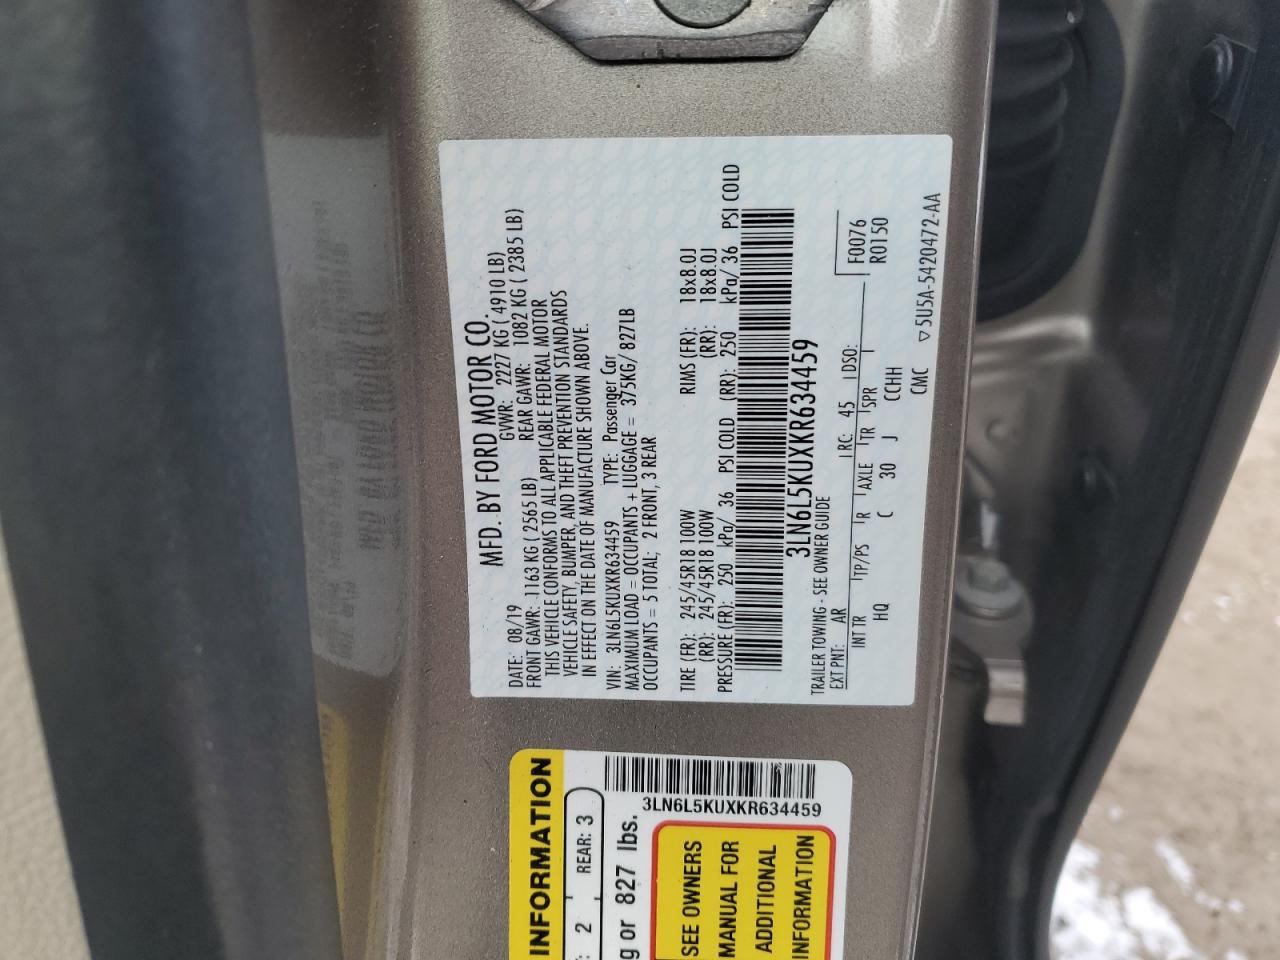 MFD. BY FORD MOTOR CO.
DATE: 08/19 GVWR: 2227 KG ( 4910 LB)
FRONT GAWR: 1163 KG ( 2565 LB) REAR GAWR: 1082 KG ( 2385 LB)
THIS VEHICLE CONFORMS TO ALL APPLICABLE FEDERAL MOTOR
VEHICLE SAFETY, BUMPER, AND THEFT PREVENTION STANDARDS
IN EFFECT ON THE DATE OF MANUFACTURE SHOWN ABOVE.
VIN: 3LN6L5KUXKR634459 TYPE: Passenger Car
MAXIMUM LOAD = OCCUPANTS + LUGGAGE = 375KG/ 827LB
OCCUPANTS = 5 TOTAL; 2 FRONT, 3 REAR
TIRE (FR): 245/45R18 100W RIMS (FR): 18x8.0J
(RR): 245/45R18 100W (RR): 18x8.0J
PRESSURE (FR): 250 kPa/ 36 PSI COLD (RR): 250 kPa/ 36 PSI COLD
3LN6L5KUXKR634459
TRAILER TOWING - SEE OWNER GUIDE
EXT PNT: AR RC: 45 DSO: F0076
R0150
INT TR TP/PS R AXLE TR SPR
HQ C 30 J CCHH
CMC ▽5U5A-5420472-AA
INFORMATION
2 REAR: 3
g or 827 lbs.
3LN6L5KUXKR634459
SEE OWNERS
MANUAL FOR
ADDITIONAL
INFORMATION